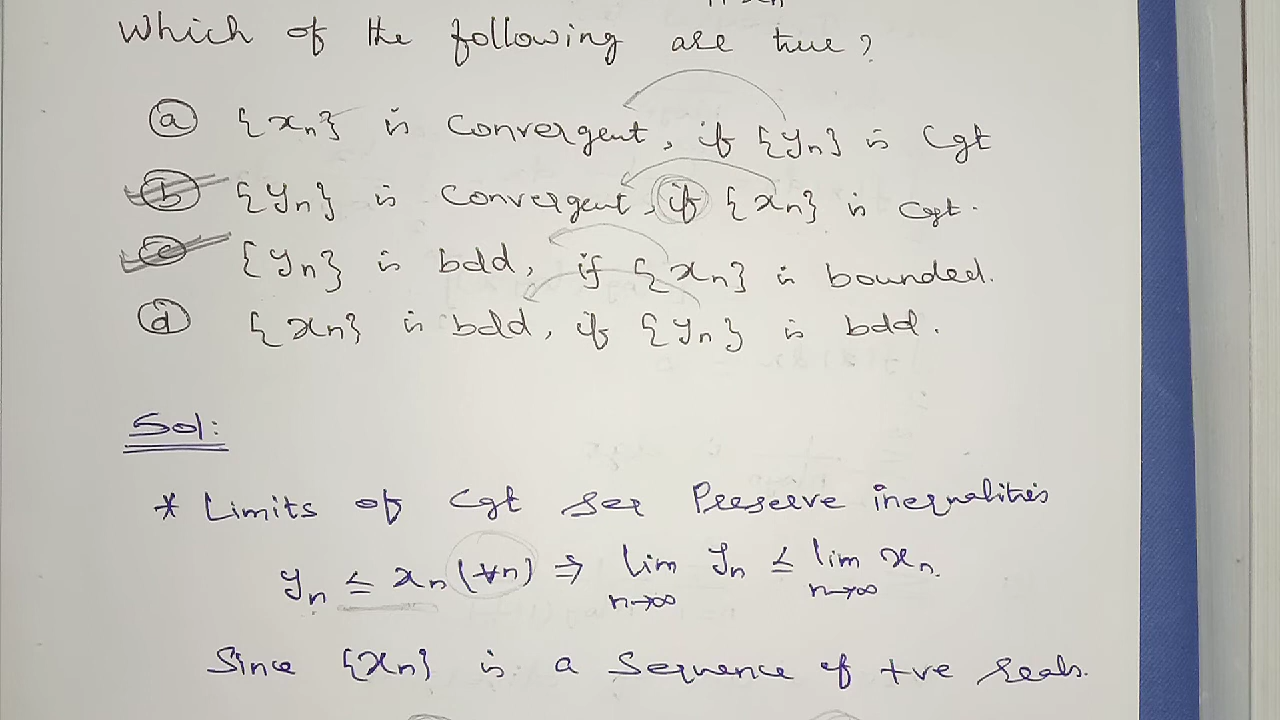 Which of the following are true?
ⓐ {xn} is convergent, if {yn} is cgt
ⓑ {yn} is convergent, if {xn} is cgt.
ⓒ {yn} is bdd, if {xn} is bounded.
ⓓ {xn} is bdd, if {yn} is bdd.
Sol:
* Limits of cgt seq preserve inequalities
yn ≤ xn (∀n) ⇒ lim n→∞ yn ≤ lim n→∞ xn.
Since {xn} is a sequence of +ve reals.